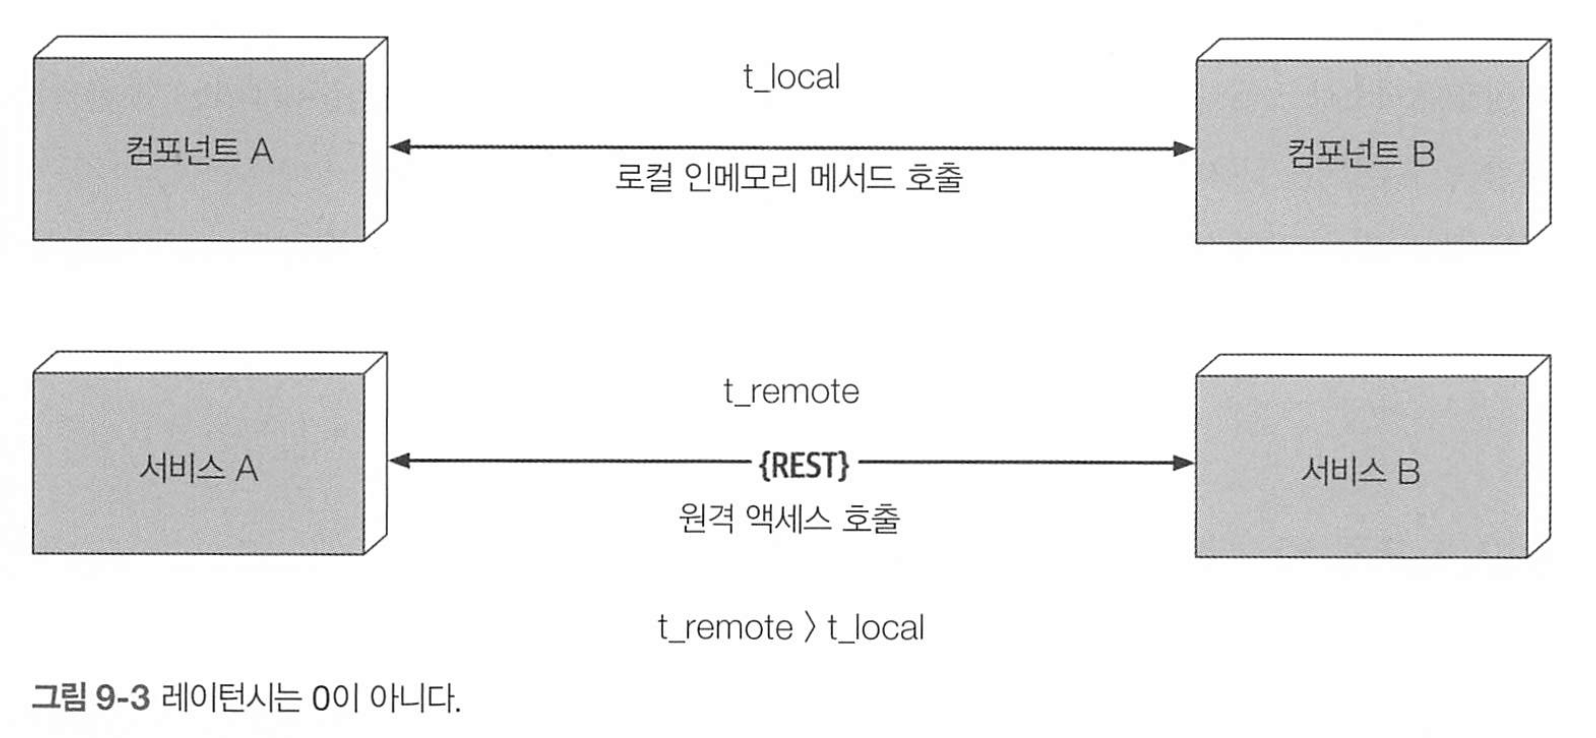 t_local
컴포넌트 A
컴포넌트 B
로컬 인메모리 메서드 호출
t_remote
서비스 A
{REST}
서비스 B
원격 액세스 호출
t_remote 〉 t_local
그림 9-3 레이턴시는 0이 아니다.